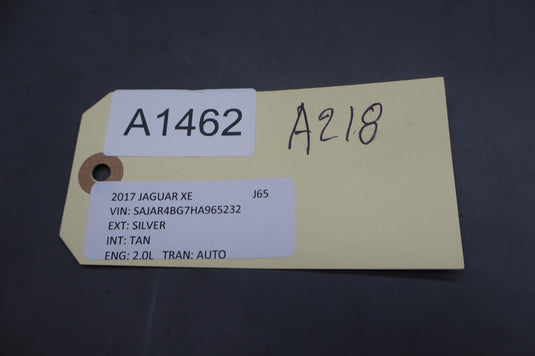 A1462
A218
2017 JAGUAR XE J65
VIN: SAJAR4BG7HA965232
EXT: SILVER
INT: TAN
ENG: 2.0L TRAN: AUTO